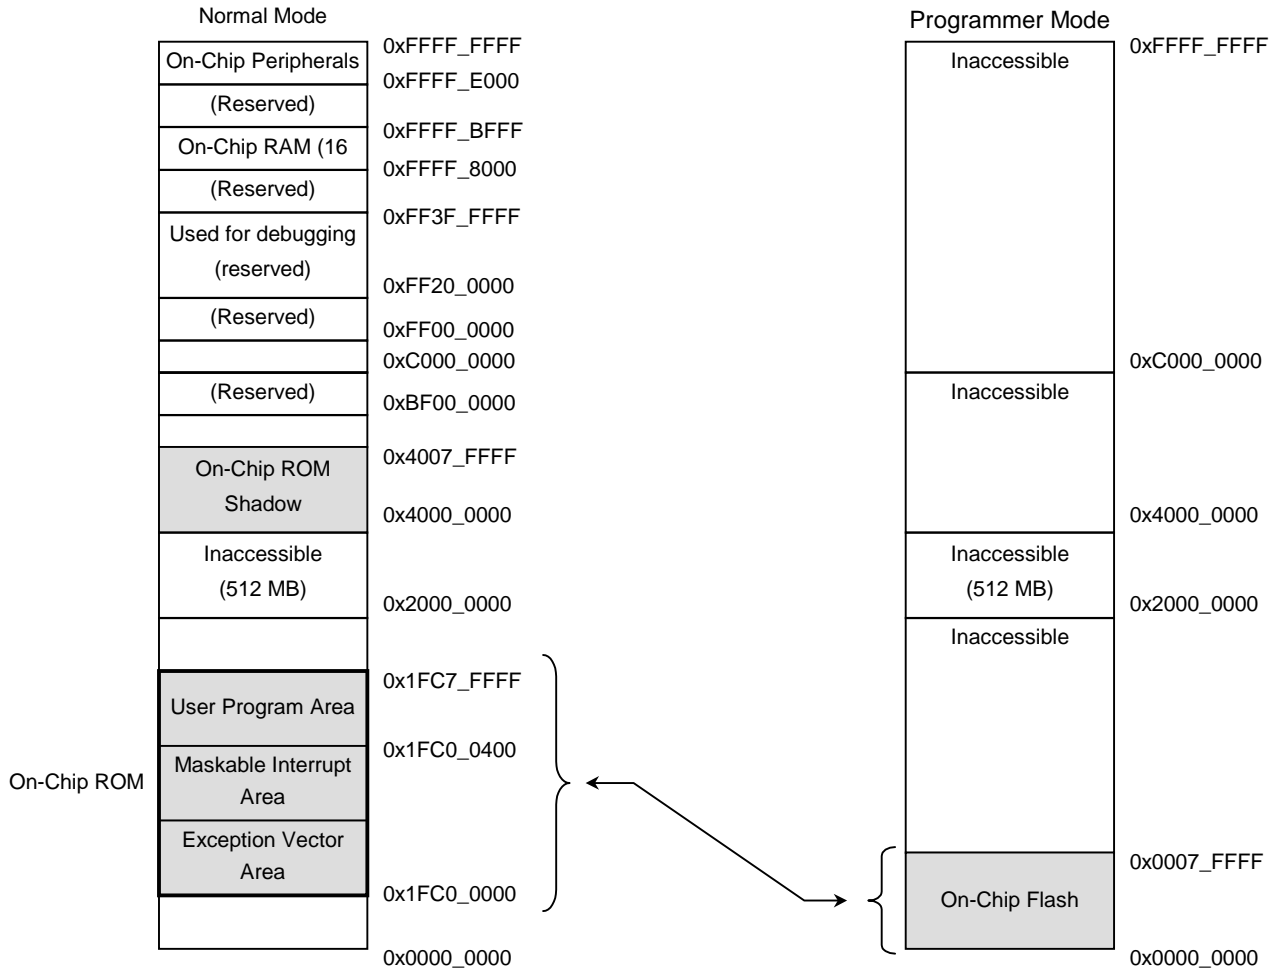 Normal Mode
0xFFFF_FFFF
On-Chip Peripherals
0xFFFF_E000
(Reserved)
0xFFFF_BFFF
On-Chip RAM (16
0xFFFF_8000
(Reserved)
0xFF3F_FFFF
Used for debugging
(reserved)
0xFF20_0000
(Reserved)
0xFF00_0000
0xC000_0000
(Reserved)
0xBF00_0000
0x4007_FFFF
On-Chip ROM
Shadow
0x4000_0000
Inaccessible
(512 MB)
0x2000_0000
0x1FC7_FFFF
User Program Area
0x1FC0_0400
On-Chip ROM
Maskable Interrupt
Area
Exception Vector
Area
0x1FC0_0000
0x0000_0000
Programmer Mode
0xFFFF_FFFF
Inaccessible
0xC000_0000
Inaccessible
0x4000_0000
Inaccessible
(512 MB)
0x2000_0000
Inaccessible
0x0007_FFFF
On-Chip Flash
0x0000_0000